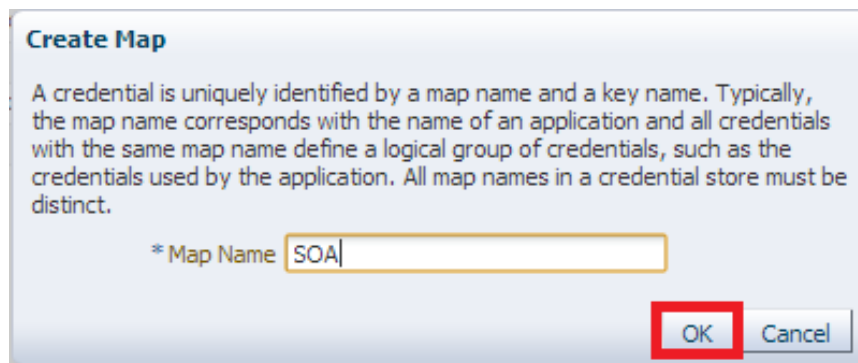 Create Map
A credential is uniquely identified by a map name and a key name. Typically,
the map name corresponds with the name of an application and all credentials
with the same map name define a logical group of credentials, such as the
credentials used by the application. All map names in a credential store must be
distinct.
* Map Name SOA
OK Cancel